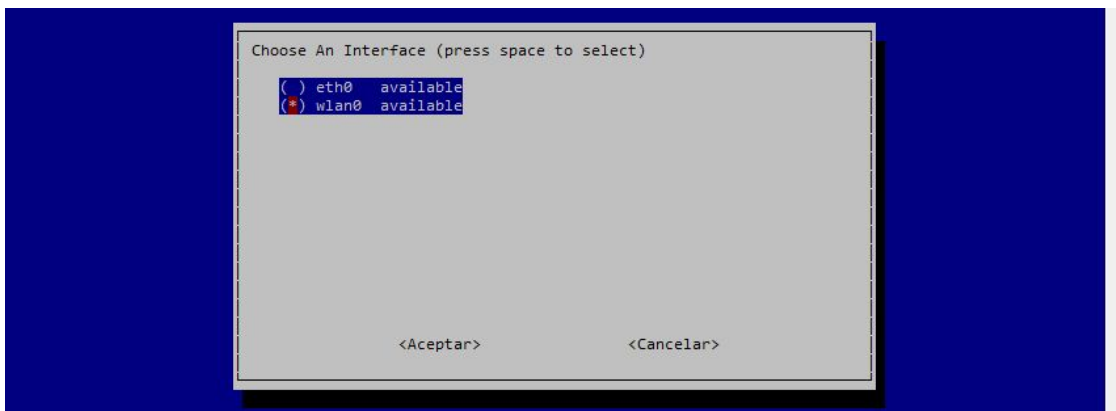 Choose An Interface (press space to select)
( ) eth0 available
(*) wlan0 available
<Aceptar> <Cancelar>